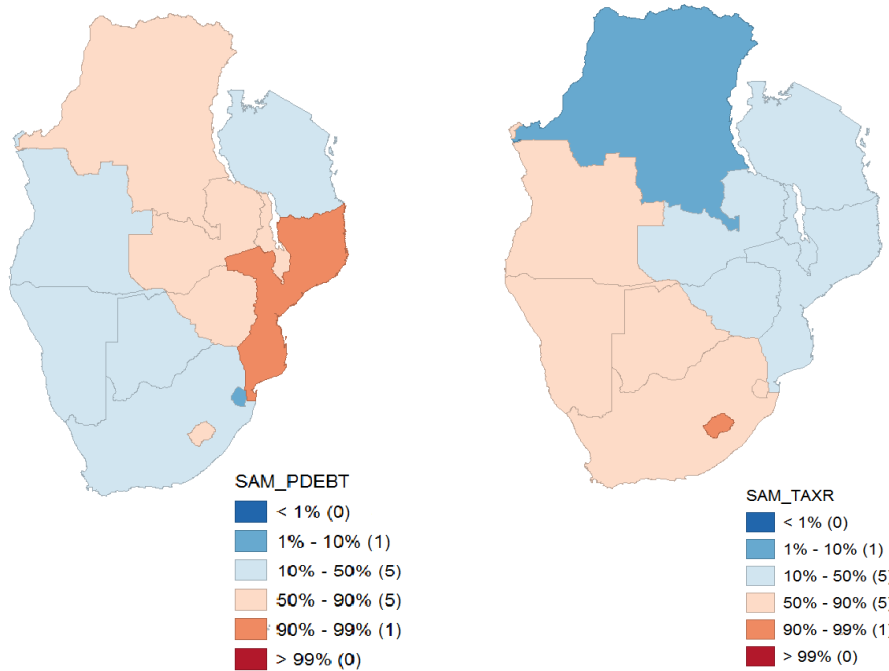 SAM_PDEBT
< 1% (0)
1% - 10% (1)
10% - 50% (5)
50% - 90% (5)
90% - 99% (1)
> 99% (0)
SAM_TAXR
< 1% (0)
1% - 10% (1)
10% - 50% (5)
50% - 90% (5)
90% - 99% (1)
> 99% (0)